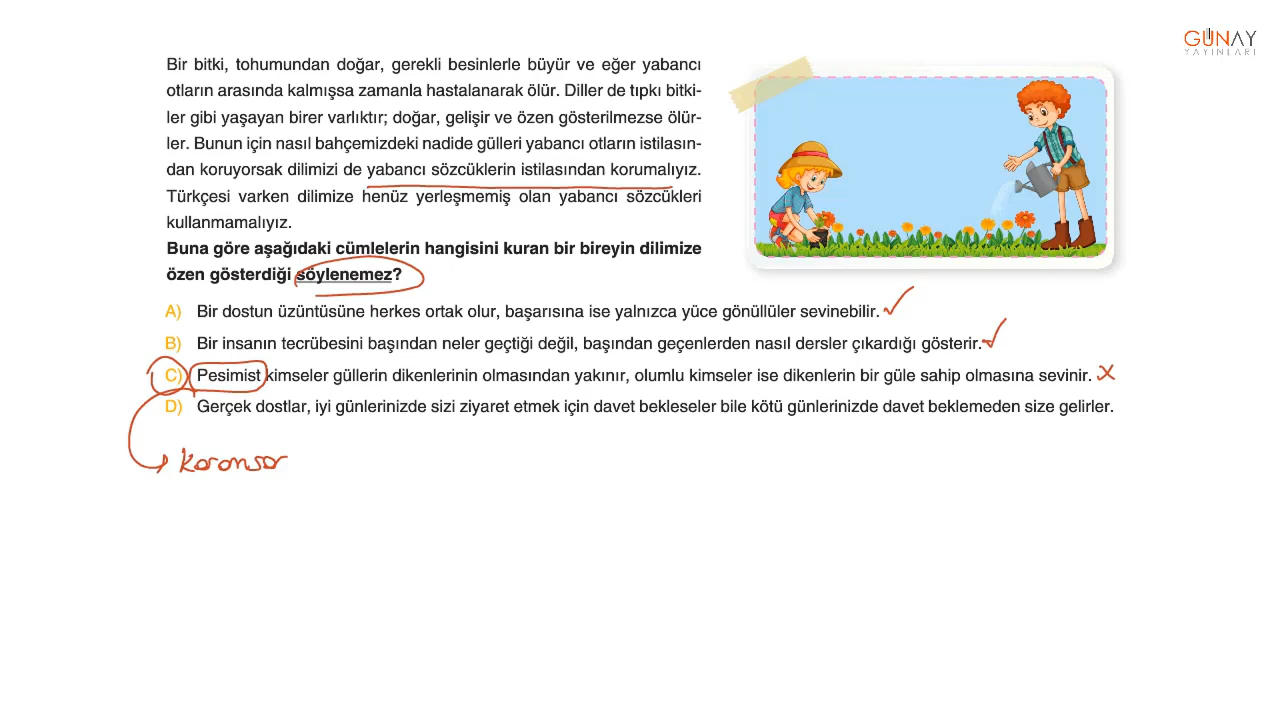 GÜNAY
YAYINLARI
Bir bitki, tohumundan doğar, gerekli besinlerle büyür ve eğer yabancı
otların arasında kalmışsa zamanla hastalanarak ölür. Diller de tıpkı bitki-
ler gibi yaşayan birer varlıktır; doğar, gelişir ve özen gösterilmezse ölür-
ler. Bunun için nasıl bahçemizdeki nadide gülleri yabancı otların istilasın-
dan koruyorsak dilimizi de yabancı sözcüklerin istilasından korumalıyız.
Türkçesi varken dilimize henüz yerleşmemiş olan yabancı sözcükleri
kullanmamalıyız.
Buna göre aşağıdaki cümlelerin hangisini kuran bir bireyin dilimize
özen gösterdiği söylenemez?
A) Bir dostun üzüntüsüne herkes ortak olur, başarısına ise yalnızca yüce gönüllüler sevinebilir.
B) Bir insanın tecrübesini başından neler geçtiği değil, başından geçenlerden nasıl dersler çıkardığı gösterir.
C) Pesimist kimseler güllerin dikenlerinin olmasından yakınır, olumlu kimseler ise dikenlerin bir güle sahip olmasına sevinir.
D) Gerçek dostlar, iyi günlerinizde sizi ziyaret etmek için davet bekleseler bile kötü günlerinizde davet beklemeden size gelirler.
Karamsar